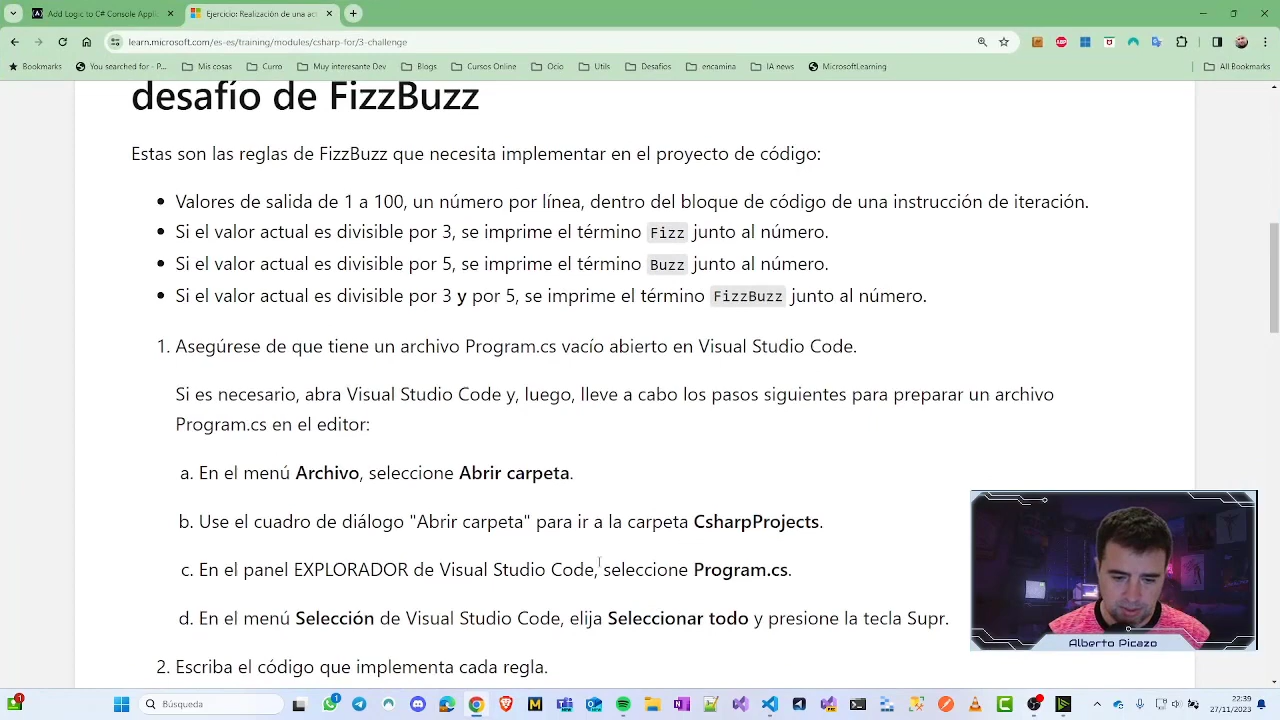 Add Logic to C# Console Appli
Ejercicio: Realización de una ac
learn.microsoft.com/es-es/training/modules/csharp-for/3-challenge
Bookmarks
You searched for - P...
Mis cosas
Curro
Muy interesante Dev
Blogs
Cursos Online
Ocio
Utils
Desafios
encamina
IA news
MicrosoftLearning
All Bookmarks
desafío de FizzBuzz
Estas son las reglas de FizzBuzz que necesita implementar en el proyecto de código:
Valores de salida de 1 a 100, un número por línea, dentro del bloque de código de una instrucción de iteración.
Si el valor actual es divisible por 3, se imprime el término Fizz junto al número.
Si el valor actual es divisible por 5, se imprime el término Buzz junto al número.
Si el valor actual es divisible por 3 y por 5, se imprime el término FizzBuzz junto al número.
1. Asegúrese de que tiene un archivo Program.cs vacío abierto en Visual Studio Code.
Si es necesario, abra Visual Studio Code y, luego, lleve a cabo los pasos siguientes para preparar un archivo
Program.cs en el editor:
a. En el menú Archivo, seleccione Abrir carpeta.
b. Use el cuadro de diálogo "Abrir carpeta" para ir a la carpeta CsharpProjects.
c. En el panel EXPLORADOR de Visual Studio Code, seleccione Program.cs.
d. En el menú Selección de Visual Studio Code, elija Seleccionar todo y presione la tecla Supr.
2. Escriba el código que implementa cada regla.
Alberto Picazo
Búsqueda
22:39
27/11/2023